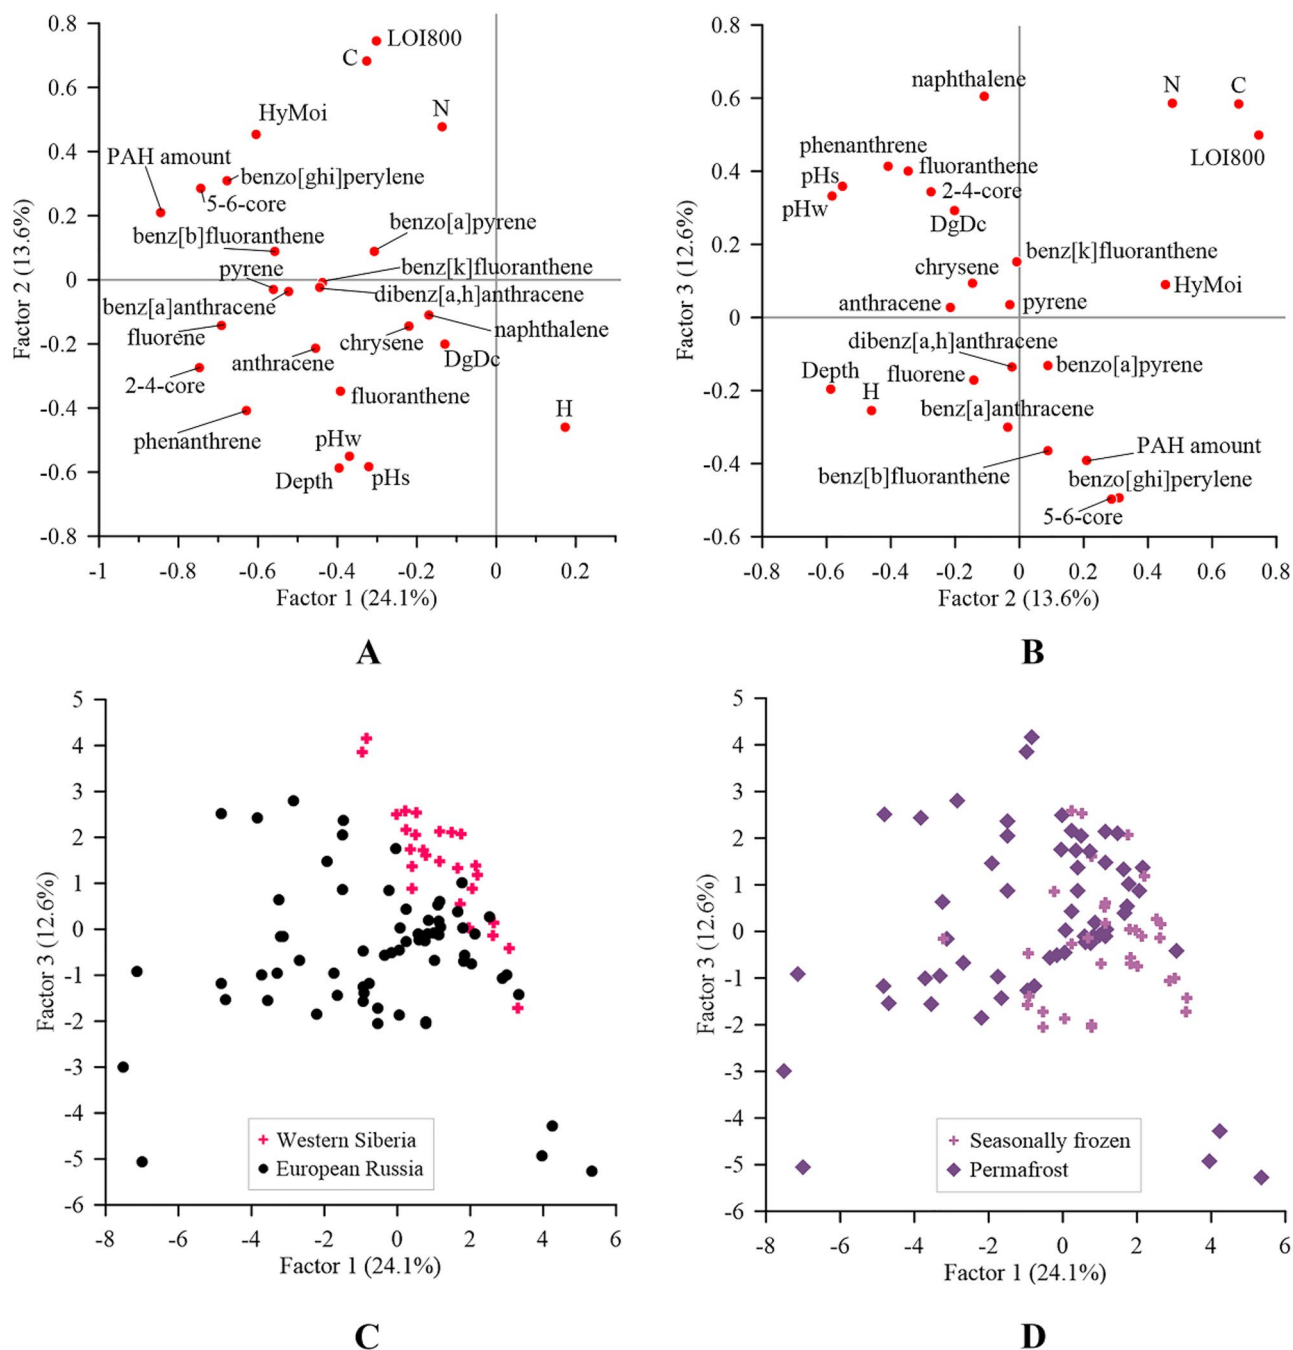 0.8
0.6
0.4
0.2
0
-0.2
-0.4
-0.6
-0.8
Factor 2 (13.6%)
LOI800
C
N
HyMoi
PAH amount
benzo[ghi]perylene
5-6-core
benz[b]fluoranthene
benzo[a]pyrene
pyrene
benz[k]fluoranthene
benz[a]anthracene
dibenz[a,h]anthracene
fluorene
naphthalene
chrysene
anthracene
DgDc
2-4-core
fluoranthene
H
phenanthrene
pHw
Depth
pHs
-1 -0.8 -0.6 -0.4 -0.2 0 0.2
Factor 1 (24.1%)
A
0.8
0.6
0.4
0.2
0
-0.2
-0.4
-0.6
Factor 3 (12.6%)
naphthalene
N
C
LOI800
phenanthrene
fluoranthene
pHs
2-4-core
pHw
DgDc
benz[k]fluoranthene
chrysene
HyMoi
anthracene
pyrene
dibenz[a,h]anthracene
Depth
fluorene
benzo[a]pyrene
H
benz[a]anthracene
PAH amount
benz[b]fluoranthene
benzo[ghi]perylene
5-6-core
-0.8 -0.6 -0.4 -0.2 0 0.2 0.4 0.6 0.8
Factor 2 (13.6%)
B
5
4
3
2
1
0
-1
-2
-3
-4
-5
-6
Factor 3 (12.6%)
Western Siberia
European Russia
-8 -6 -4 -2 0 2 4 6
Factor 1 (24.1%)
C
5
4
3
2
1
0
-1
-2
-3
-4
-5
-6
Factor 3 (12.6%)
Seasonally frozen
Permafrost
-8 -6 -4 -2 0 2 4 6
Factor 1 (24.1%)
D